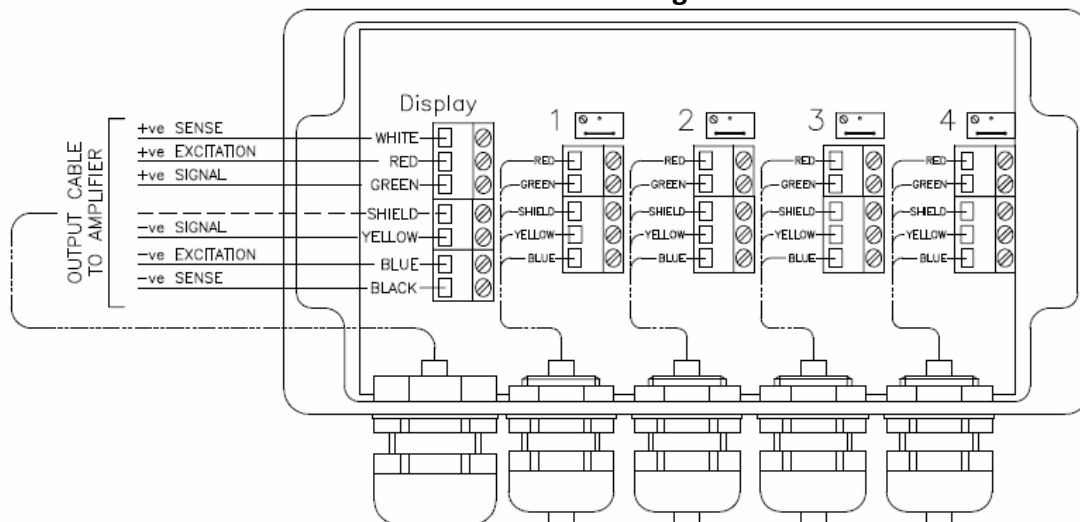 g
Display
1
2
3
4
OUTPUT CABLE
TO AMPLIFIER
+ve SENSE
+ve EXCITATION
+ve SIGNAL
-ve SIGNAL
-ve EXCITATION
-ve SENSE
WHITE
RED
GREEN
SHIELD
YELLOW
BLUE
BLACK
RED
GREEN
SHIELD
YELLOW
BLUE
RED
GREEN
SHIELD
YELLOW
BLUE
RED
GREEN
SHIELD
YELLOW
BLUE
RED
GREEN
SHIELD
YELLOW
BLUE